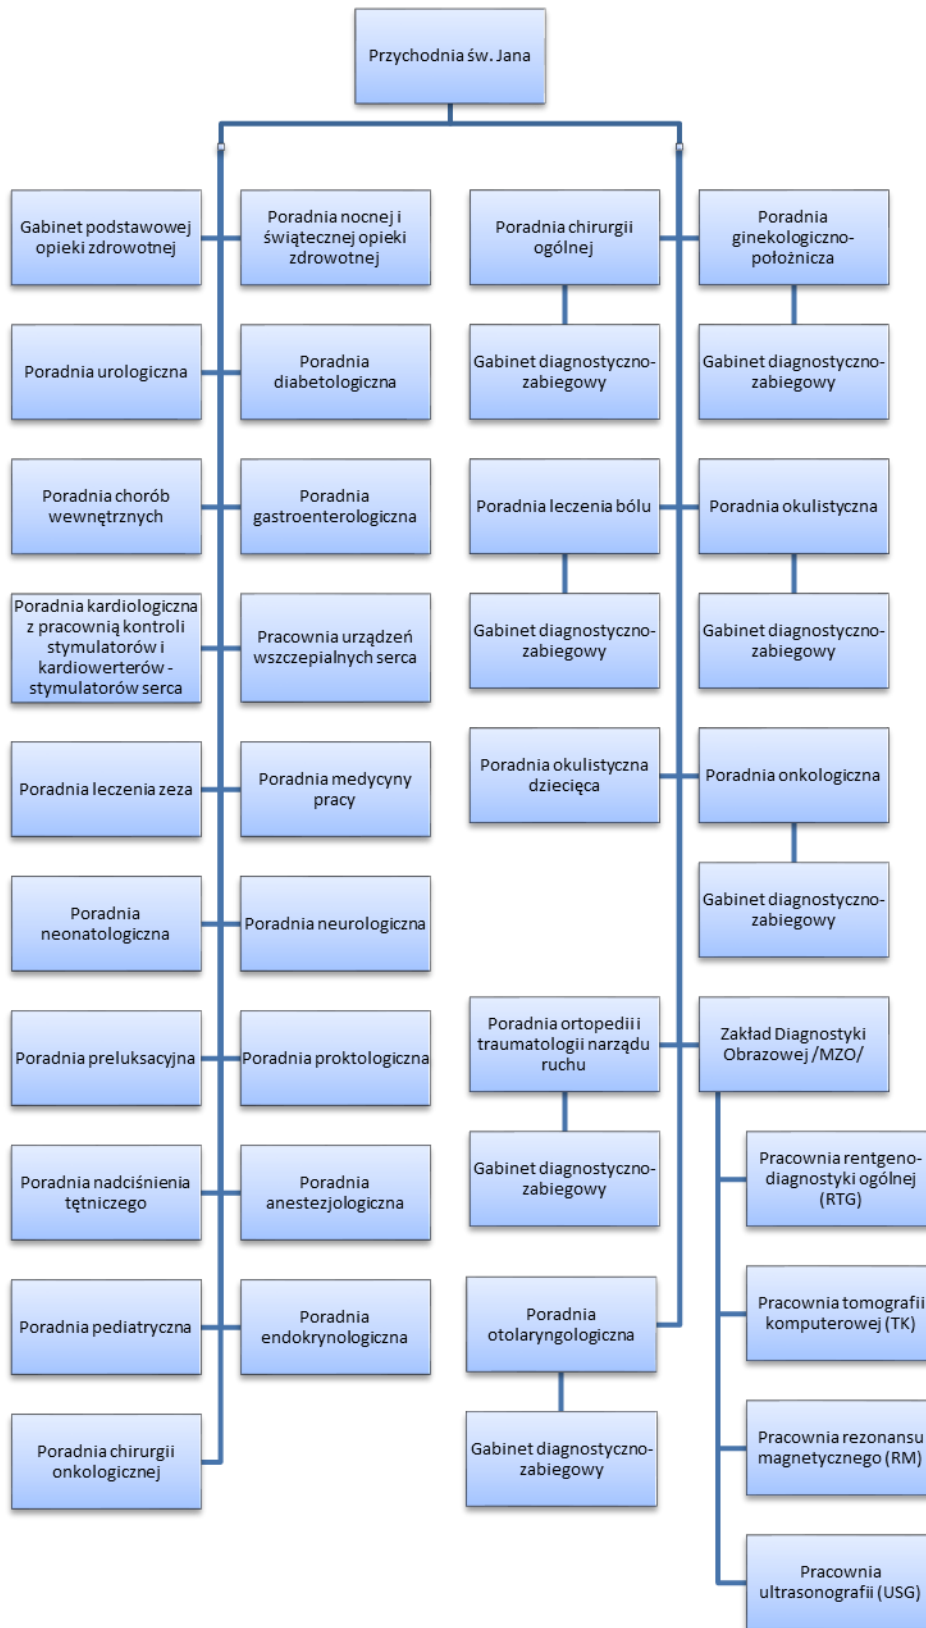 Przychodnia św. Jana
Gabinet podstawowej
opieki zdrowotnej
Poradnia nocnej i
świątecznej opieki
zdrowotnej
Poradnia urologiczna
Poradnia
diabetologiczna
Poradnia chorób
wewnętrznych
Poradnia
gastroenterologiczna
Poradnia kardiologiczna
z pracownią kontroli
stymulatorów i
kardiowerterów -
stymulatorów serca
Pracownia urządzeń
wszczepialnych serca
Poradnia leczenia zeza
Poradnia medycyny
pracy
Poradnia
neonatologiczna
Poradnia neurologiczna
Poradnia preluksacyjna
Poradnia proktologiczna
Poradnia nadciśnienia
tętniczego
Poradnia
anestezjologiczna
Poradnia pediatryczna
Poradnia
endokrynologiczna
Poradnia chirurgii
onkologicznej
Poradnia chirurgii
ogólnej
Gabinet diagnostyczno-
zabiegowy
Poradnia
ginekologiczno-
położnicza
Gabinet diagnostyczno-
zabiegowy
Poradnia leczenia bólu
Gabinet diagnostyczno-
zabiegowy
Poradnia okulistyczna
Gabinet diagnostyczno-
zabiegowy
Poradnia okulistyczna
dziecięca
Poradnia onkologiczna
Gabinet diagnostyczno-
zabiegowy
Poradnia ortopedii i
traumatologii narządu
ruchu
Gabinet diagnostyczno-
zabiegowy
Zakład Diagnostyki
Obrazowej /MZO/
Pracownia rentgeno-
diagnostyki ogólnej
(RTG)
Pracownia tomografii
komputerowej (TK)
Pracownia rezonansu
magnetycznego (RM)
Pracownia
ultrasonografii (USG)
Poradnia
otolaryngologiczna
Gabinet diagnostyczno-
zabiegowy